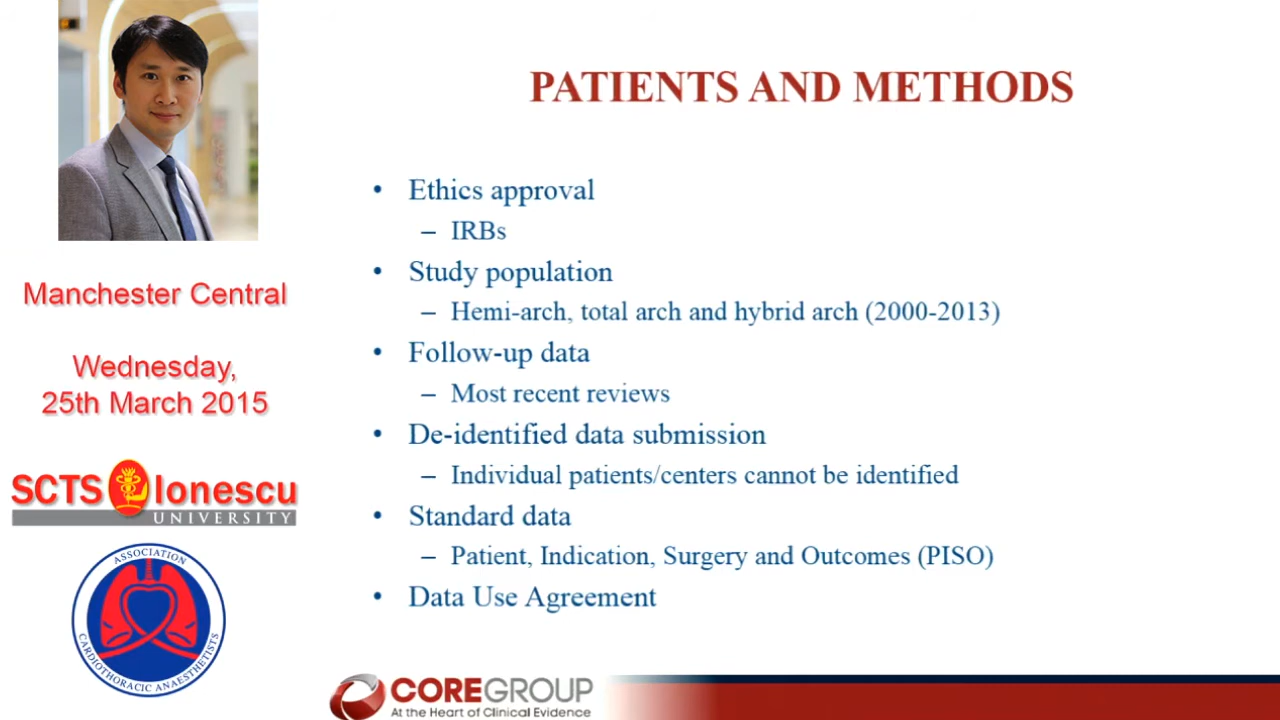 PATIENTS AND METHODS
• Ethics approval
– IRBs
• Study population
– Hemi-arch, total arch and hybrid arch (2000-2013)
• Follow-up data
– Most recent reviews
• De-identified data submission
– Individual patients/centers cannot be identified
• Standard data
– Patient, Indication, Surgery and Outcomes (PISO)
• Data Use Agreement
Manchester Central
Wednesday,
25th March 2015
SCTS Ionescu
UNIVERSITY
ASSOCIATION
CARDIOTHORACIC ANAESTHETISTS
COREGROUP
At the Heart of Clinical Evidence